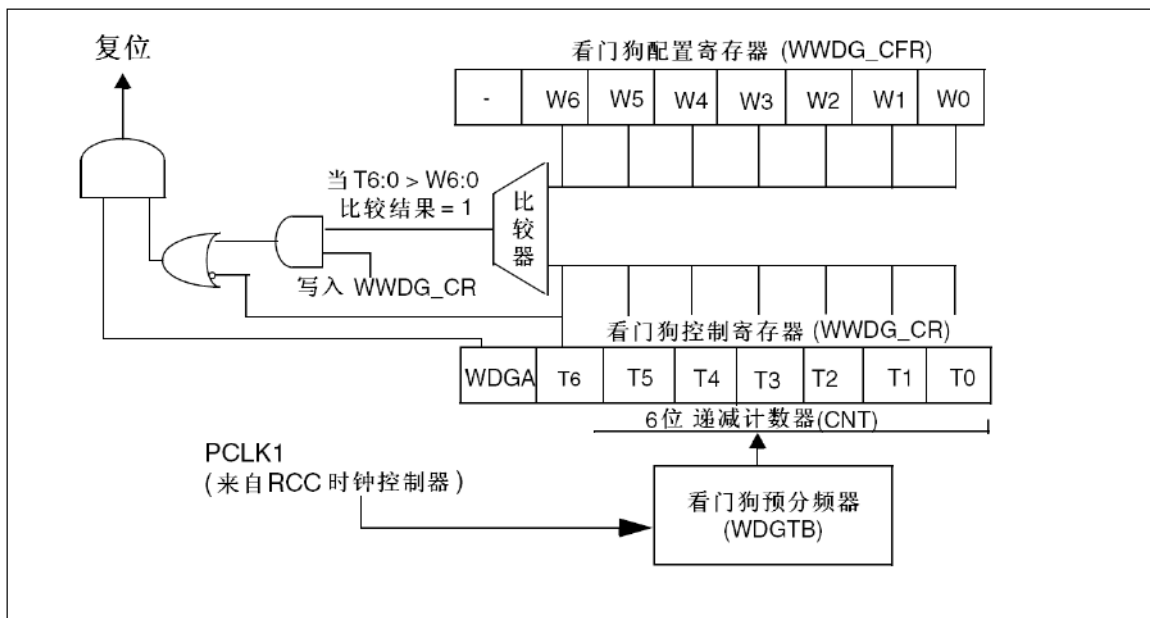 复位
看门狗配置寄存器 (WWDG_CFR)
- W6 W5 W4 W3 W2 W1 W0
当 T6:0 > W6:0
比较结果 = 1
比较器
写入 WWDG_CR
看门狗控制寄存器 (WWDG_CR)
WDGA T6 T5 T4 T3 T2 T1 T0
6位 递减计数器(CNT)
PCLK1
(来自RCC 时钟控制器)
看门狗预分频器
(WDGTB)